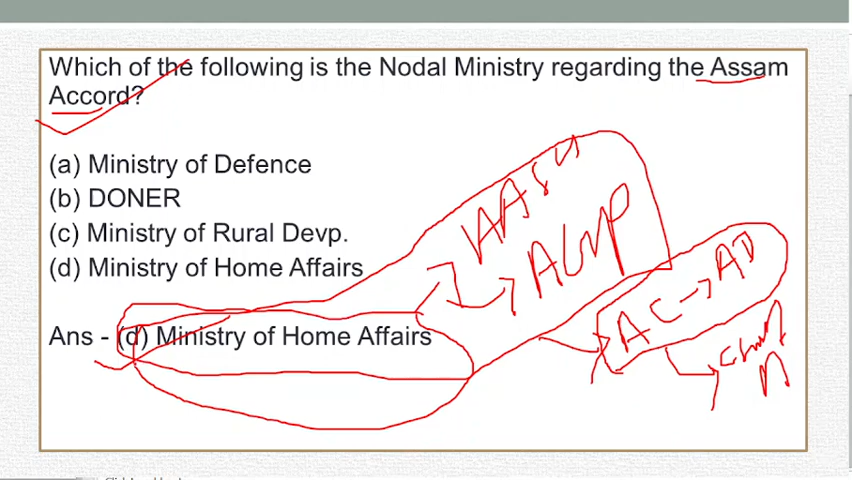 Which of the following is the Nodal Ministry regarding the Assam
Accord?
(a) Ministry of Defence
(b) DONER
(c) Ministry of Rural Devp.
(d) Ministry of Home Affairs
Ans - (d) Ministry of Home Affairs
AASU
AGMP
AC → AD